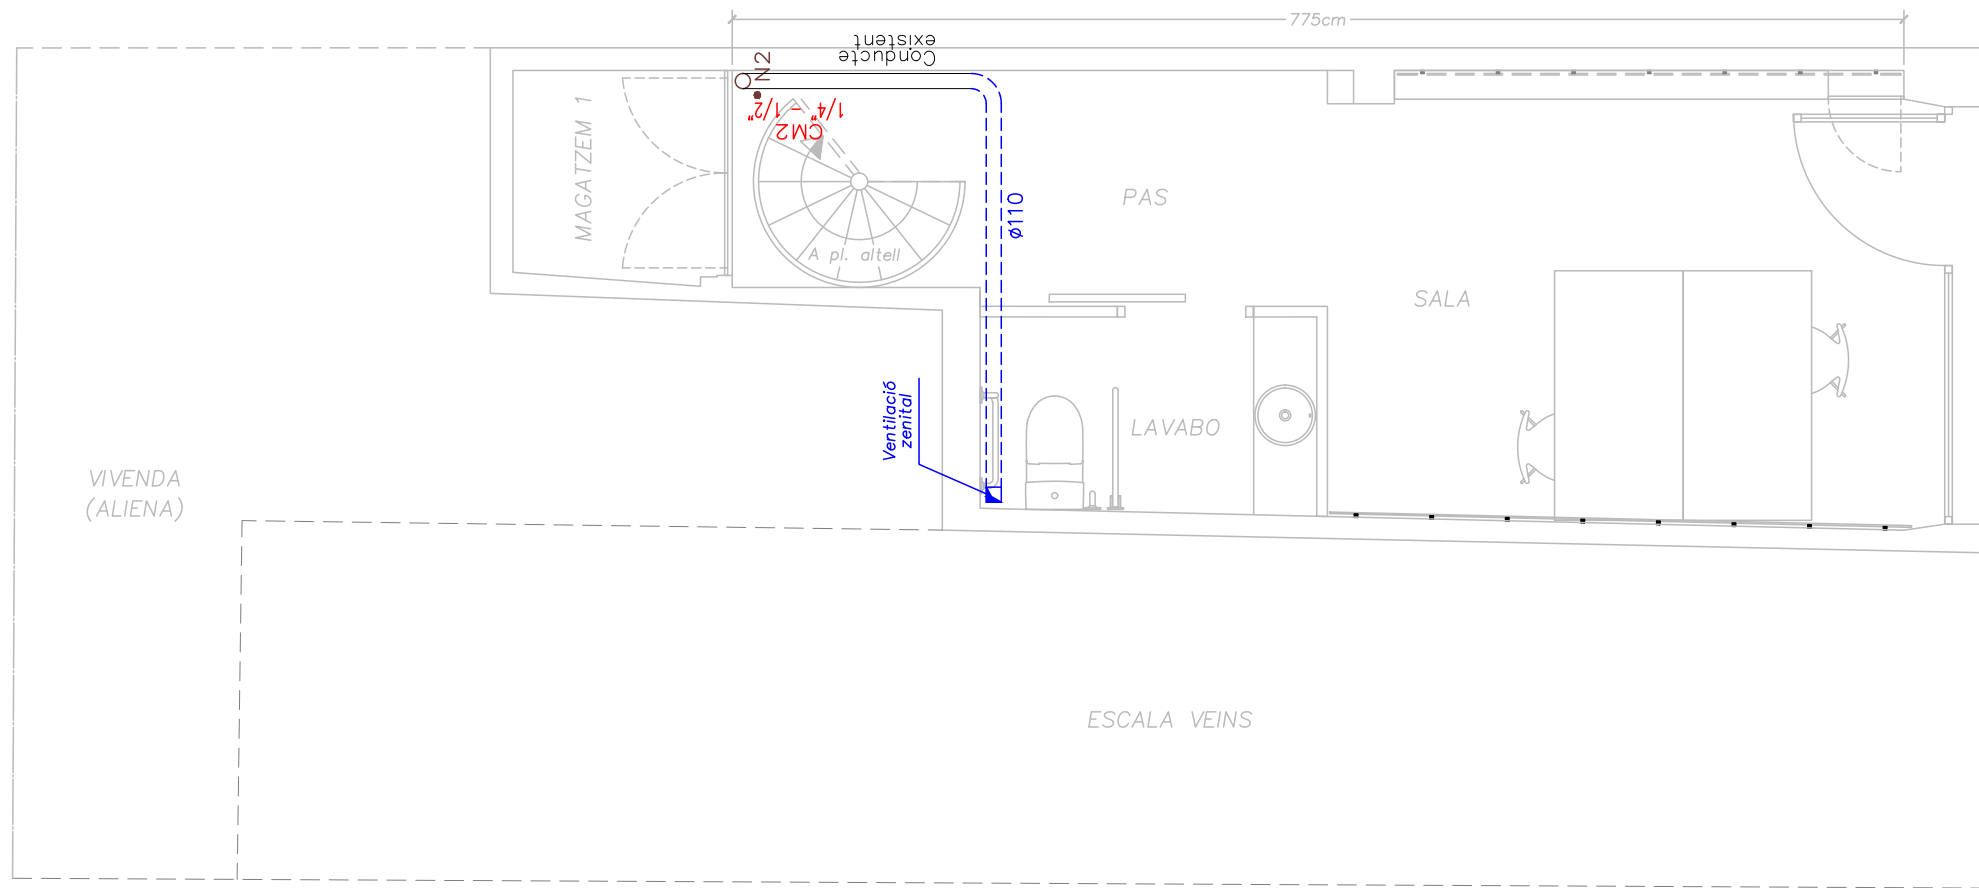 775cm
Conducte
existent
N2
1/4" - 1/2"
CM2
MAGATZEM 1
PAS
ø110
A pl. altell
SALA
Ventilació
zenital
LAVABO
VIVENDA
(ALIENA)
ESCALA VEINS